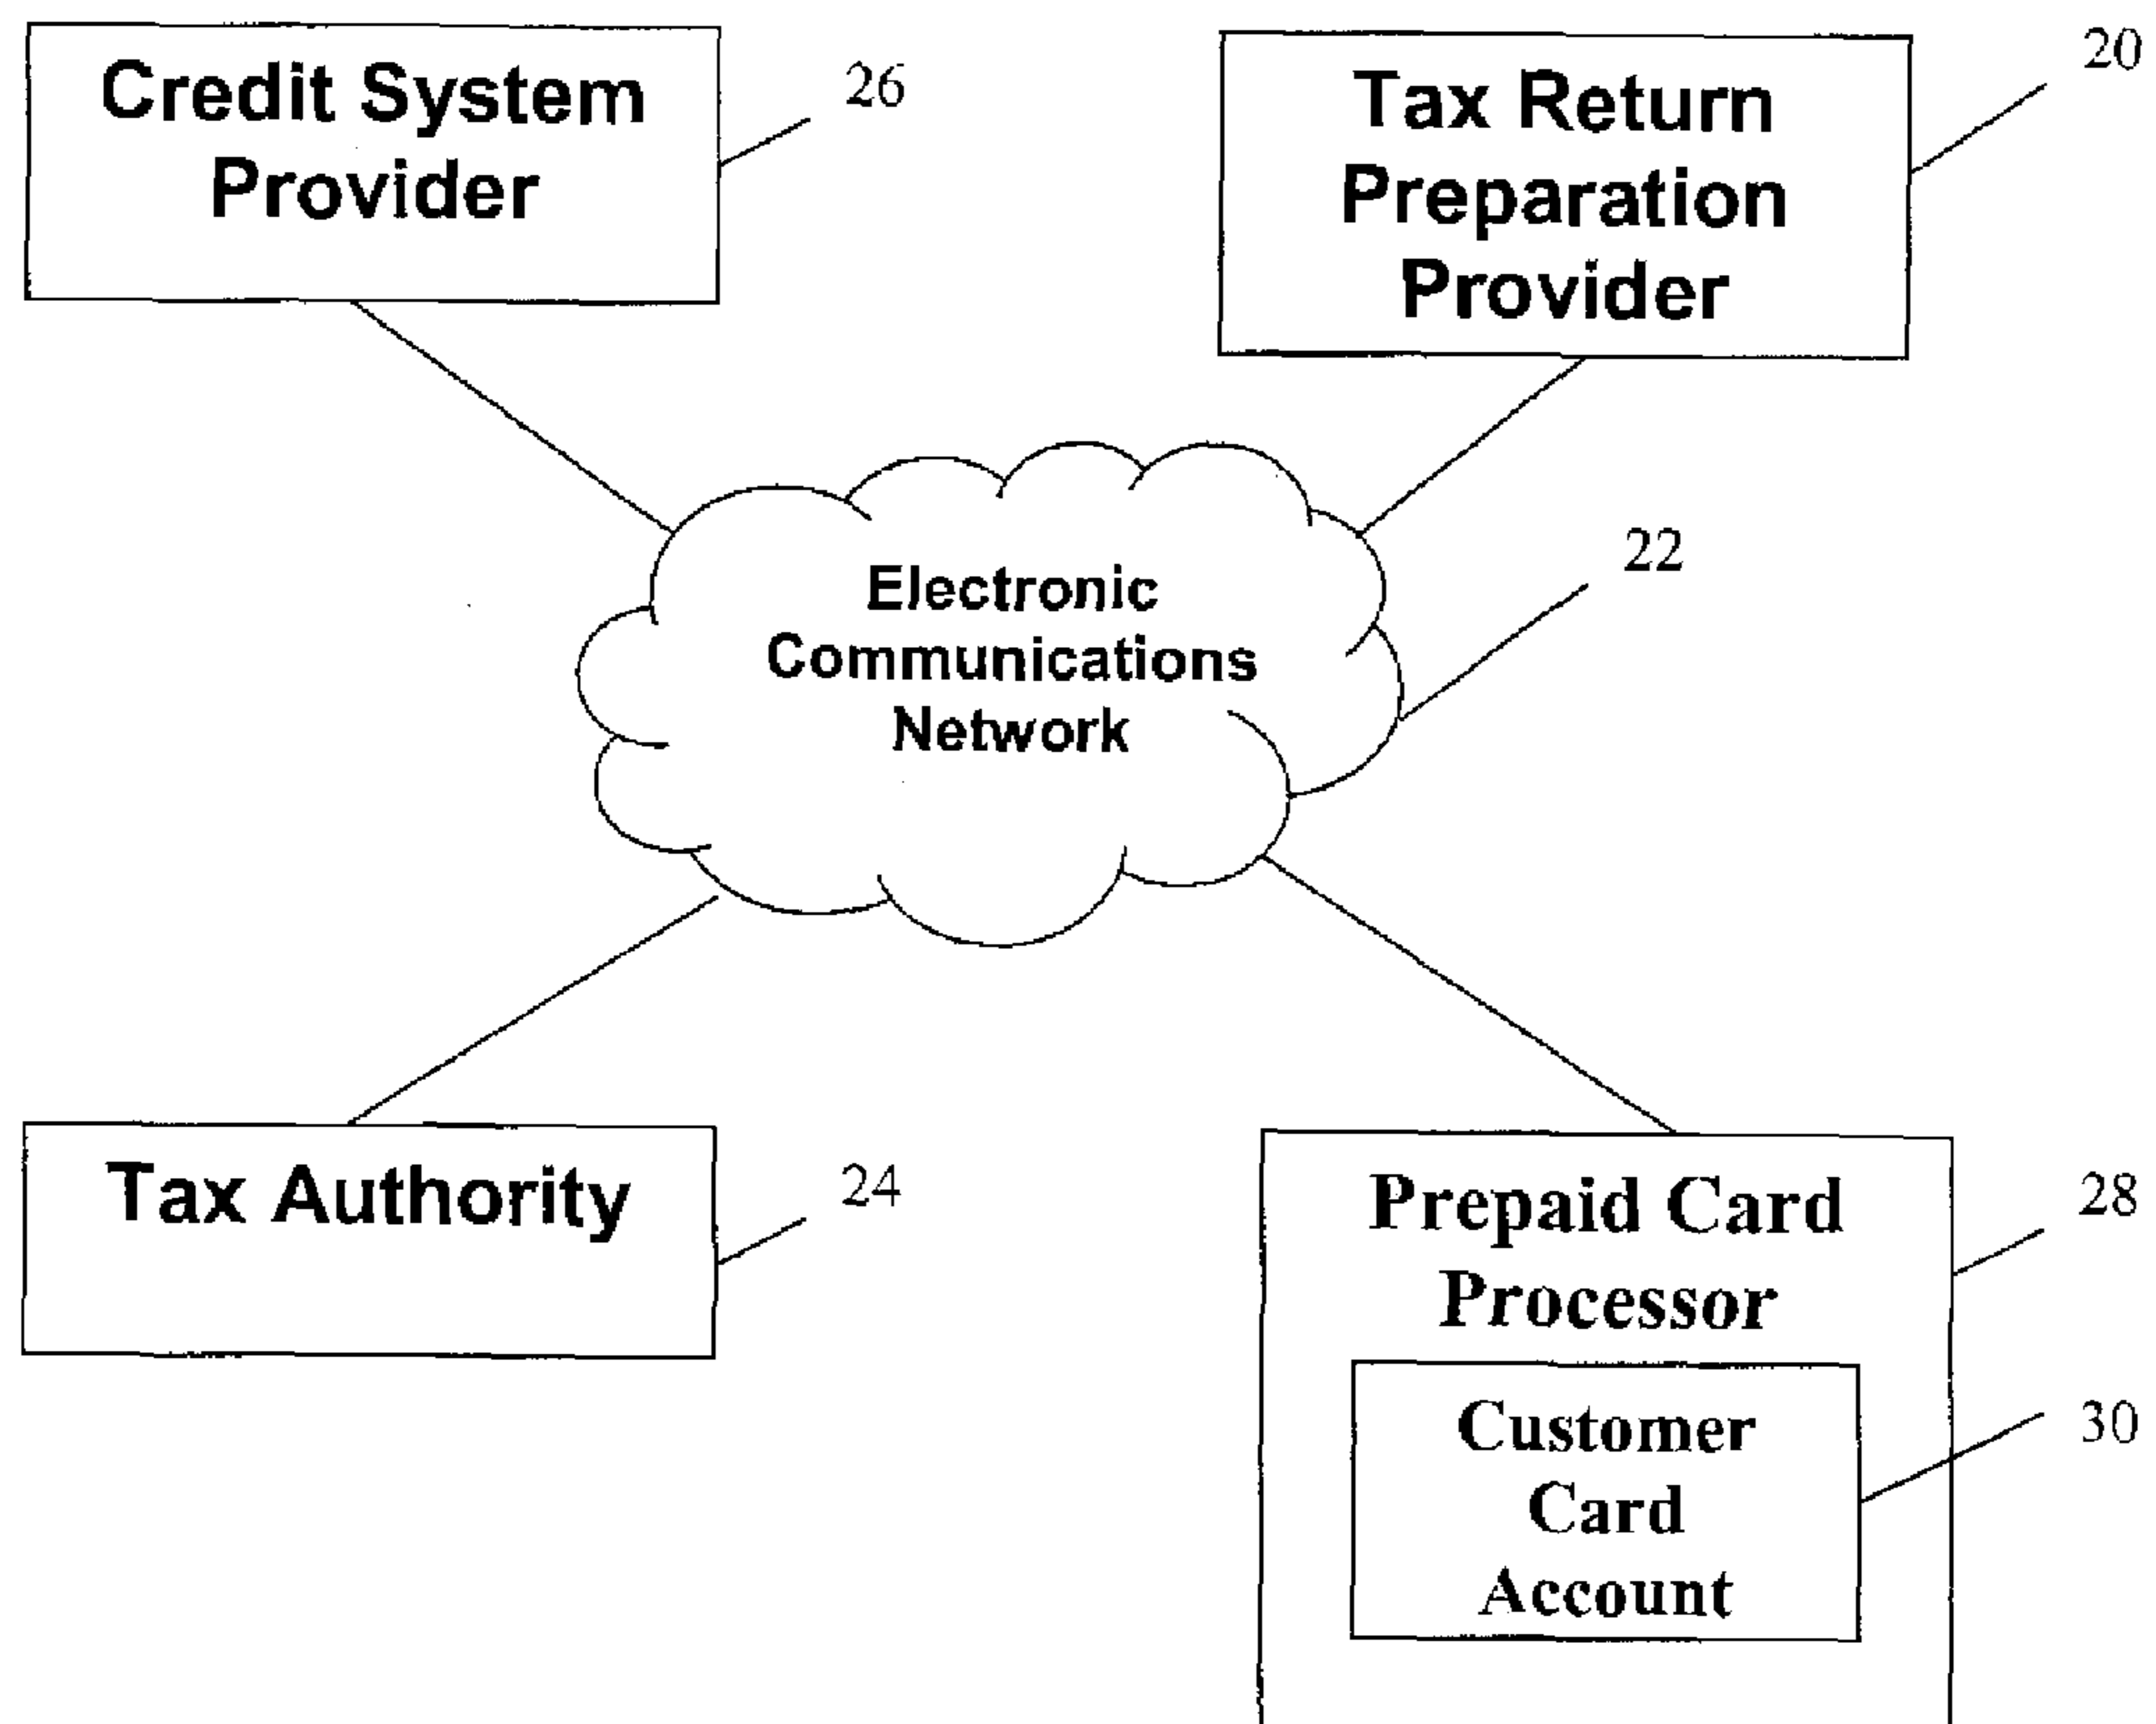 Credit System
Provider
26
Tax Return
Preparation
Provider
20
Electronic
Communications
Network
22
Tax Authority
24
Prepaid Card
Processor
28
Customer
Card
Account
30